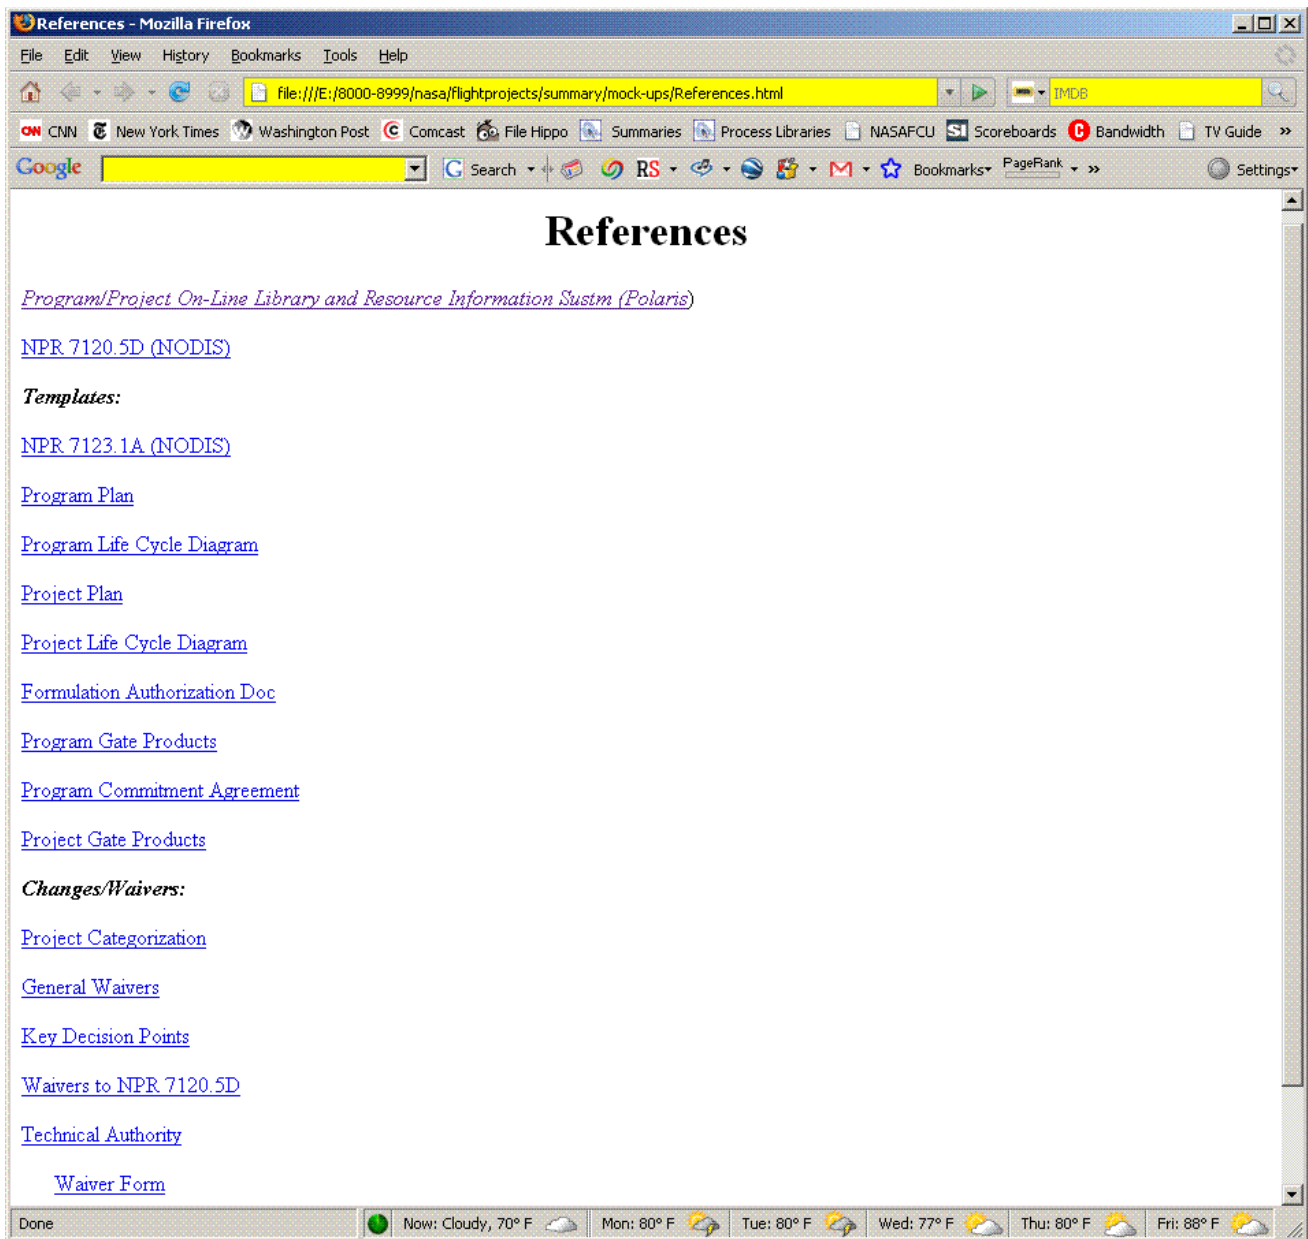 References - Mozilla Firefox
File Edit View History Bookmarks Tools Help
file:///E:/8000-8999/nasa/flightprojects/summary/mock-ups/References.html IMDB
CNN New York Times Washington Post Comcast File Hippo Summaries Process Libraries NASAFCU Scoreboards Bandwidth TV Guide »
Google Search RS Bookmarks PageRank » Settings
References
Program/Project On-Line Library and Resource Information Sustm (Polaris)
NPR 7120.5D (NODIS)
Templates:
NPR 7123.1A (NODIS)
Program Plan
Program Life Cycle Diagram
Project Plan
Project Life Cycle Diagram
Formulation Authorization Doc
Program Gate Products
Program Commitment Agreement
Project Gate Products
Changes/Waivers:
Project Categorization
General Waivers
Key Decision Points
Waivers to NPR 7120.5D
Technical Authority
Waiver Form
Done Now: Cloudy, 70° F Mon: 80° F Tue: 80° F Wed: 77° F Thu: 80° F Fri: 88° F